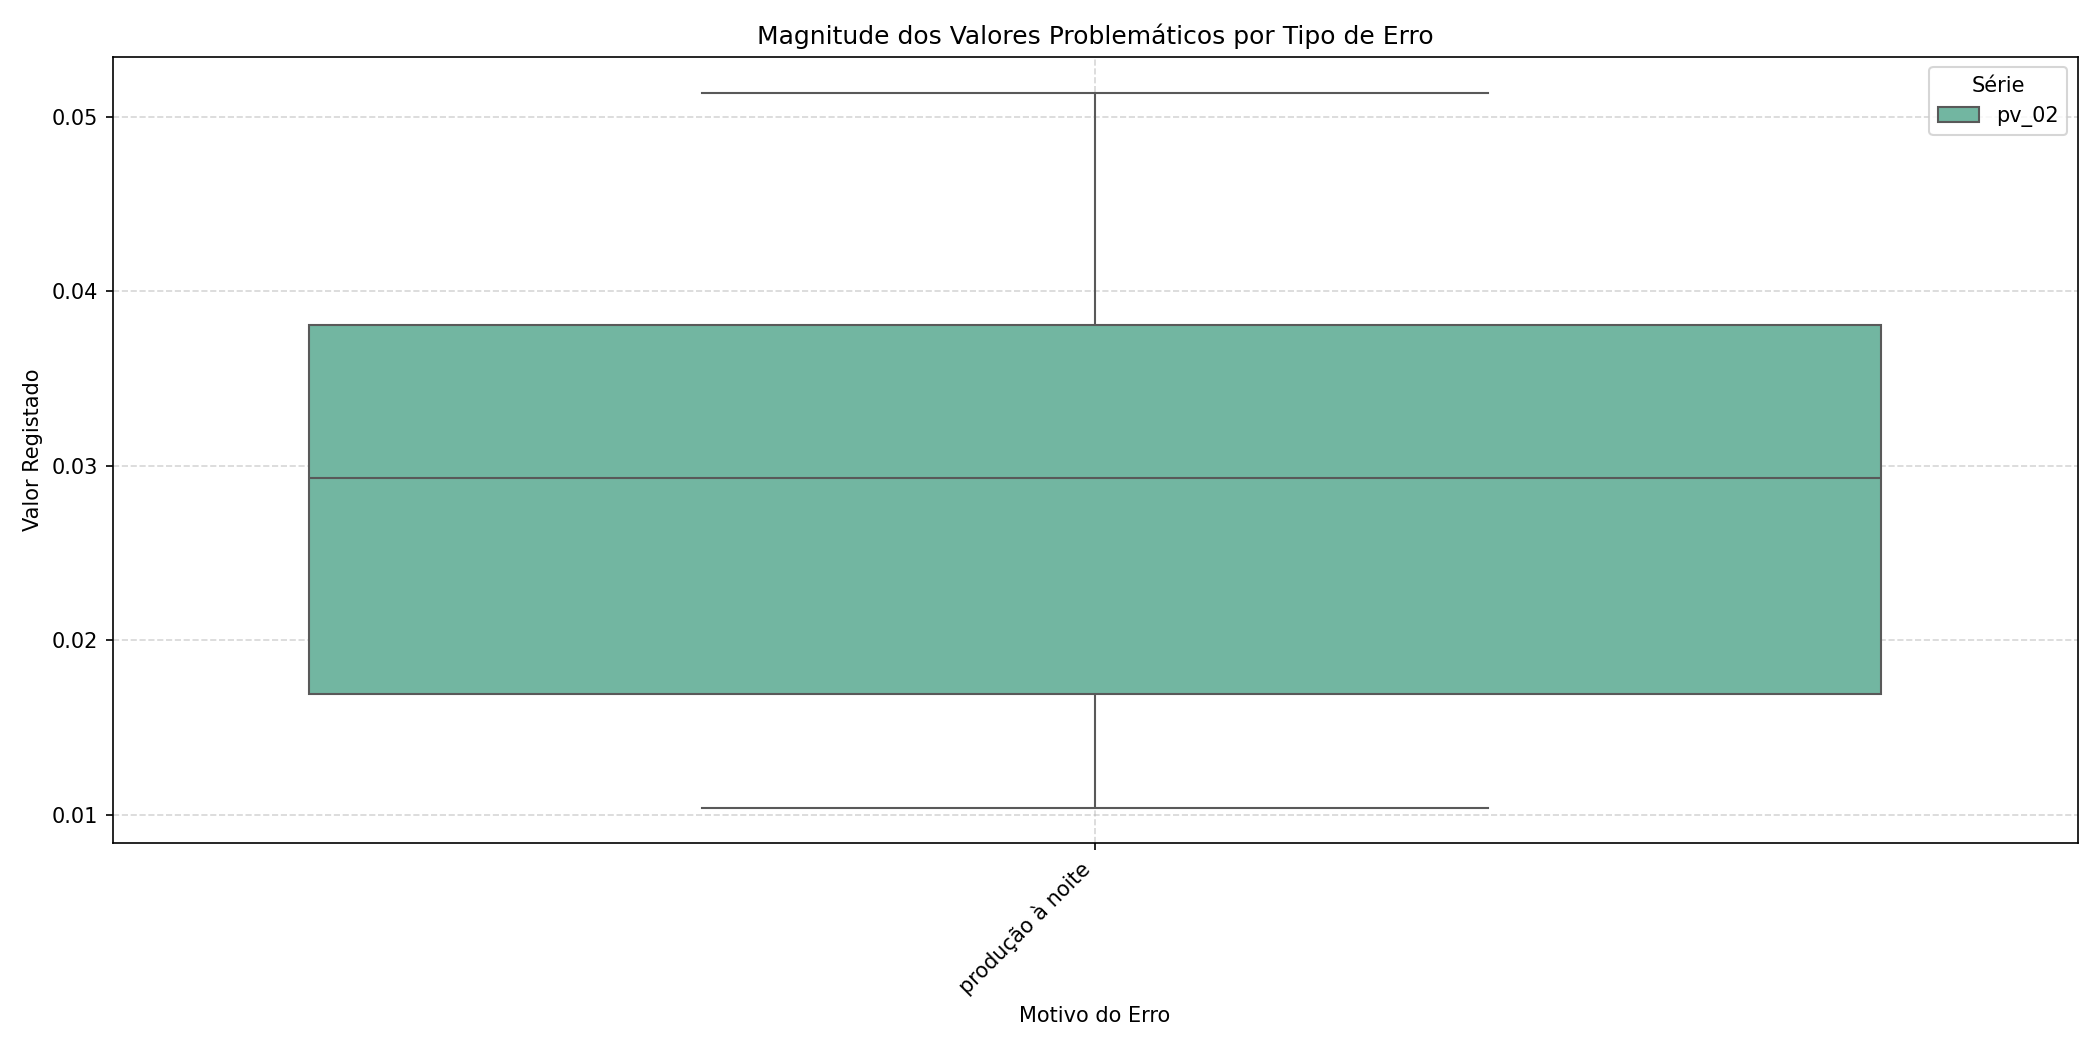 Magnitude dos Valores Problemáticos por Tipo de Erro
Série
pv_02
Valor Registado
0.05
0.04
0.03
0.02
0.01
produção à noite
Motivo do Erro